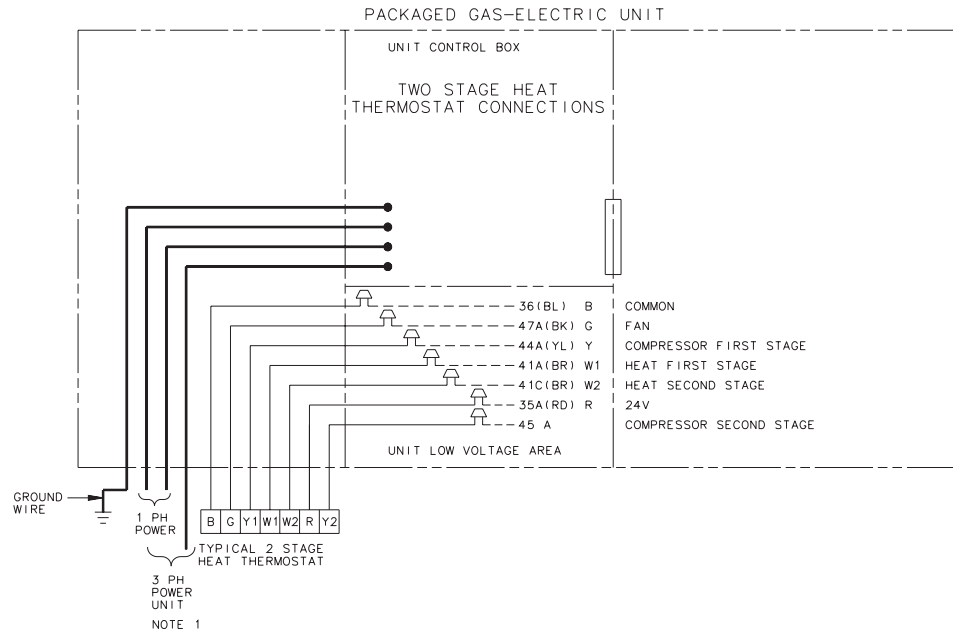 PACKAGED GAS-ELECTRIC UNIT
UNIT CONTROL BOX
TWO STAGE HEAT
THERMOSTAT CONNECTIONS
36(BL) B COMMON
47A(BK) G FAN
44A(YL) Y COMPRESSOR FIRST STAGE
41A(BR) W1 HEAT FIRST STAGE
41C(BR) W2 HEAT SECOND STAGE
35A(RD) R 24V
45 A COMPRESSOR SECOND STAGE
UNIT LOW VOLTAGE AREA
GROUND
WIRE
1 PH
POWER
B G Y1 W1 W2 R Y2
TYPICAL 2 STAGE
HEAT THERMOSTAT
3 PH
POWER
UNIT
NOTE 1